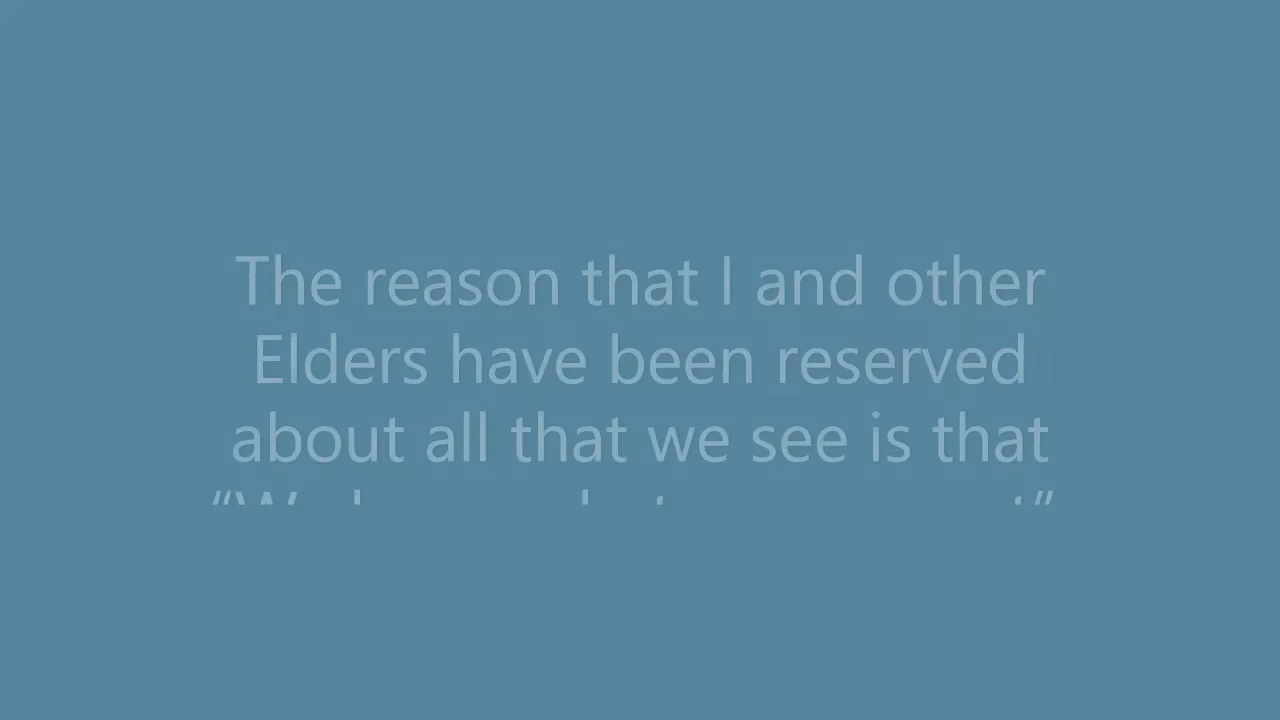 The reason that I and other
Elders have been reserved
about all that we see is that